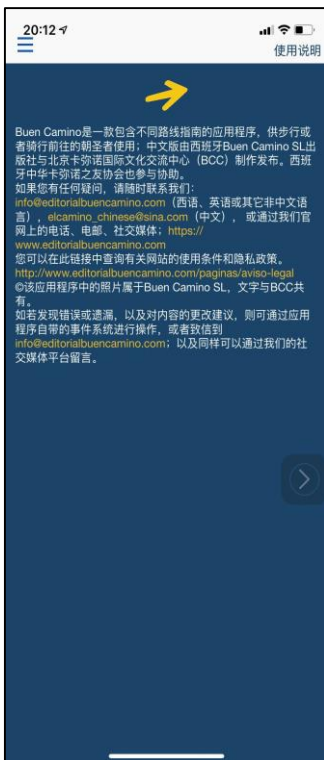 20:12
使用说明
Buen Camino是一款包含不同路线指南的应用程序，供步行或
者骑行前往的朝圣者使用；中文版由西班牙Buen Camino SL出
版社与北京卡弥诺国际文化交流中心（BCC）制作发布。西班
牙中华卡弥诺之友协会也参与协助。
如果您有任何疑问，请随时联系我们：
info@editorialbuencamino.com（西语、英语或其它非中文语
言）, elcamino_chinese@sina.com（中文）， 或通过我们官
网上的电话、电邮、社交媒体；https://
www.editorialbuencamino.com
您可以在此链接中查询有关网站的使用条件和隐私政策。
http://www.editorialbuencamino.com/paginas/aviso-legal
©该应用程序中的照片属于Buen Camino SL，文字与BCC共
有。
如若发现错误或遗漏，以及对内容的更改建议，则可通过应用
程序自带的事件系统进行操作，或者致信到
info@editorialbuencamino.com；以及同样可以通过我们的社
交媒体平台留言。